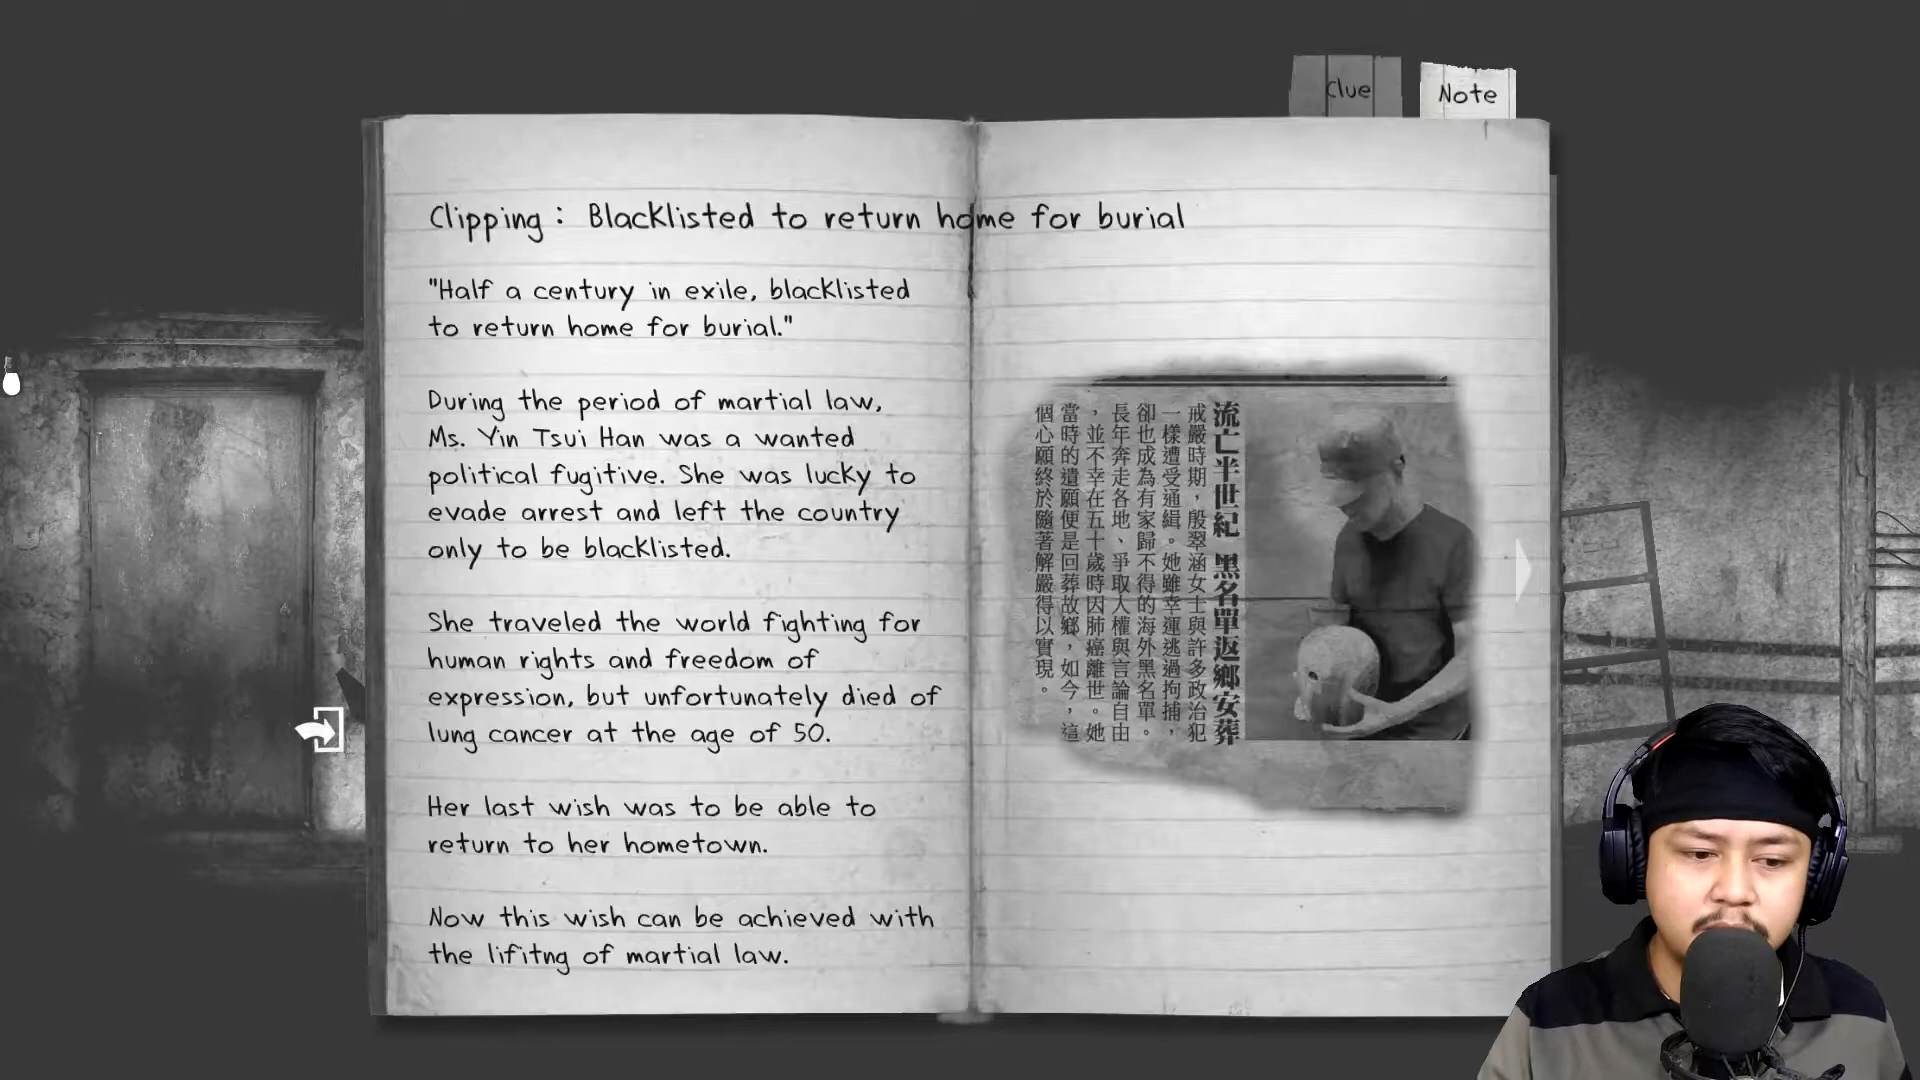 Clue
Note
Clipping : Blacklisted to return home for burial
"Half a century in exile, blacklisted
to return home for burial."
During the period of martial law,
Ms. Yin Tsui Han was a wanted
political fugitive. She was lucky to
evade arrest and left the country
only to be blacklisted.
She traveled the world fighting for
human rights and freedom of
expression, but unfortunately died of
lung cancer at the age of 50.
Her last wish was to be able to
return to her hometown.
Now this wish can be achieved with
the lifitng of martial law.
流亡半世紀 黑名單返鄉安葬
戒嚴時期，殷翠涵女士與許多政治犯
一樣遭受通緝。她雖幸運逃過拘捕，
卻也成為有家歸不得的海外黑名單。
長年奔走各地、爭取人權與言論自由
，並不幸在五十歲時因肺癌離世。她
當時的遺願便是回葬故鄉，如今，這
個心願終於隨著解嚴得以實現。